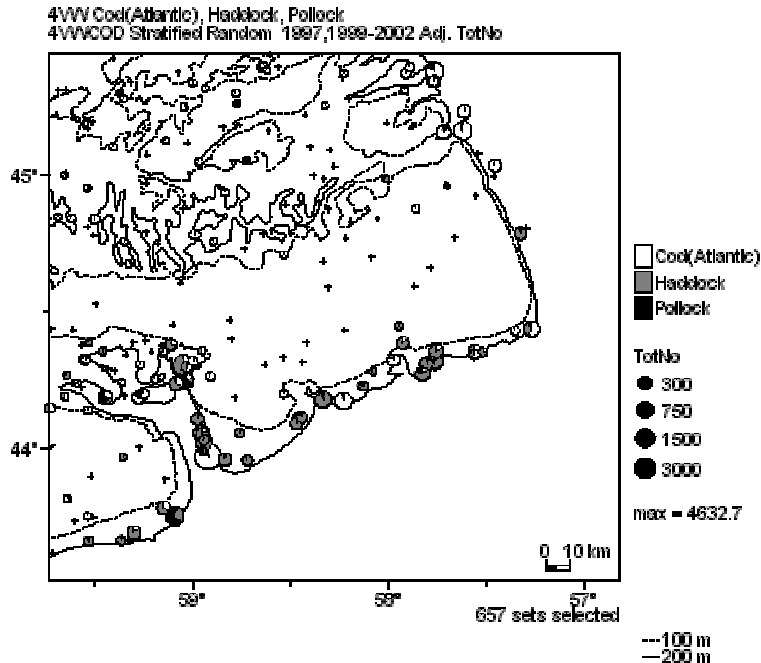 4VW Cod(Atlantic), Haddock, Pollock
4VWCOD Stratified Random 1997,1999-2002 Adj. TotNo
45°
Cod(Atlantic)
Haddock
Pollock
TotNo
300
750
1500
3000
44°
max = 4632.7
0 10 km
59° 58° 57°
657 sets selected
---100 m
—200 m